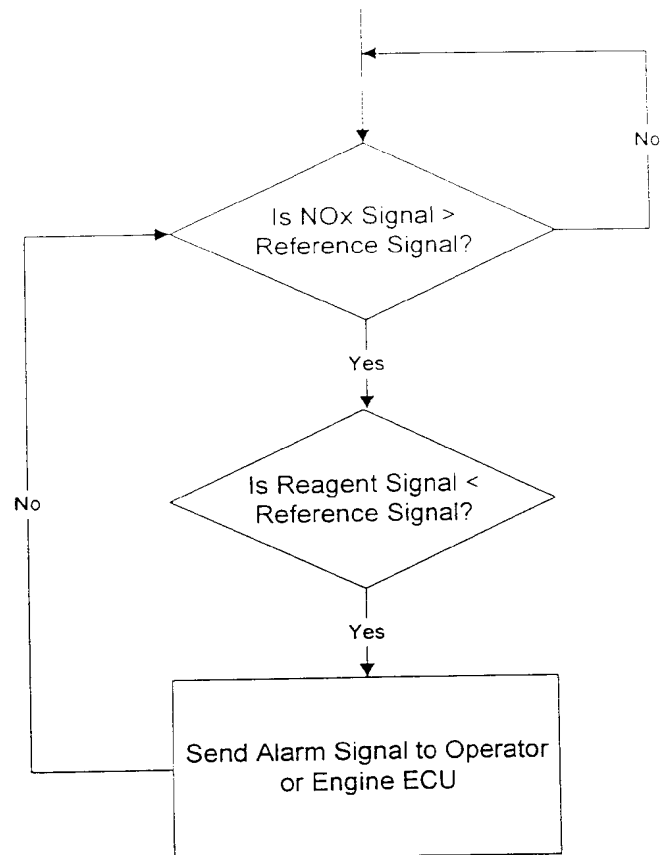 No
Is NOx Signal >
Reference Signal?
Yes
Is Reagent Signal <
Reference Signal?
No
Yes
Send Alarm Signal to Operator
or Engine ECU